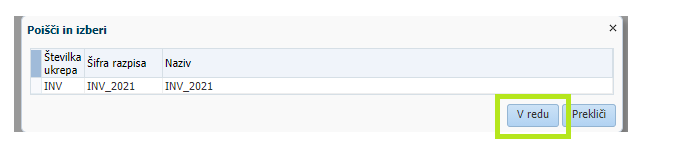 Poišči in izberi
Številka ukrepa Šifra razpisa Naziv
INV INV_2021 INV_2021
V redu Prekliči